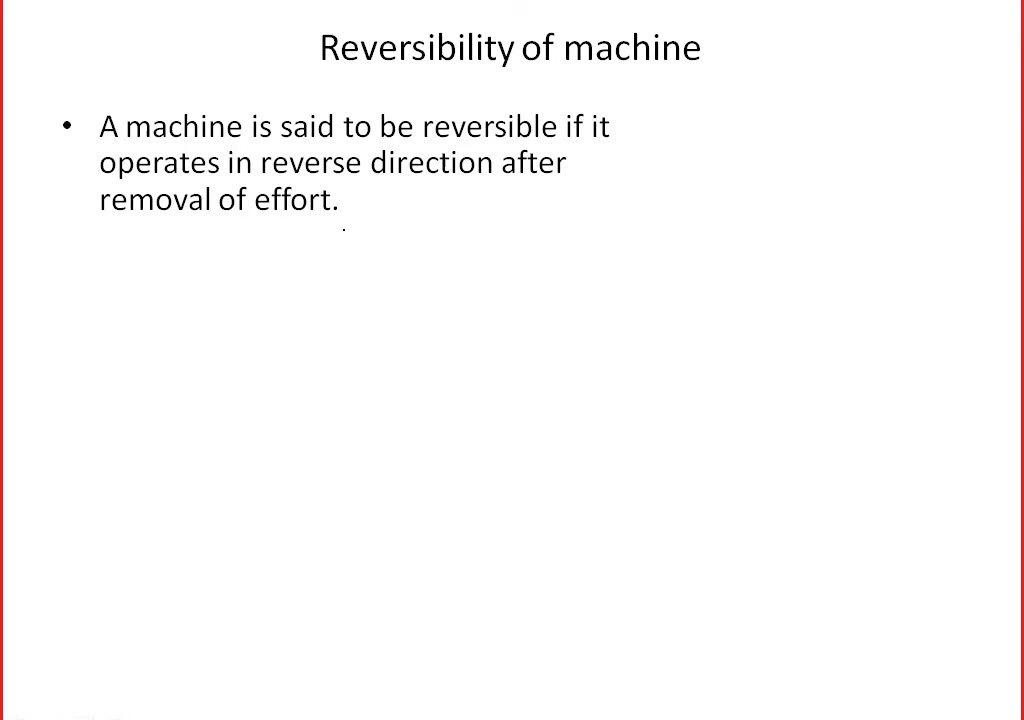 Reversibility of machine
• A machine is said to be reversible if it
operates in reverse direction after
removal of effort.